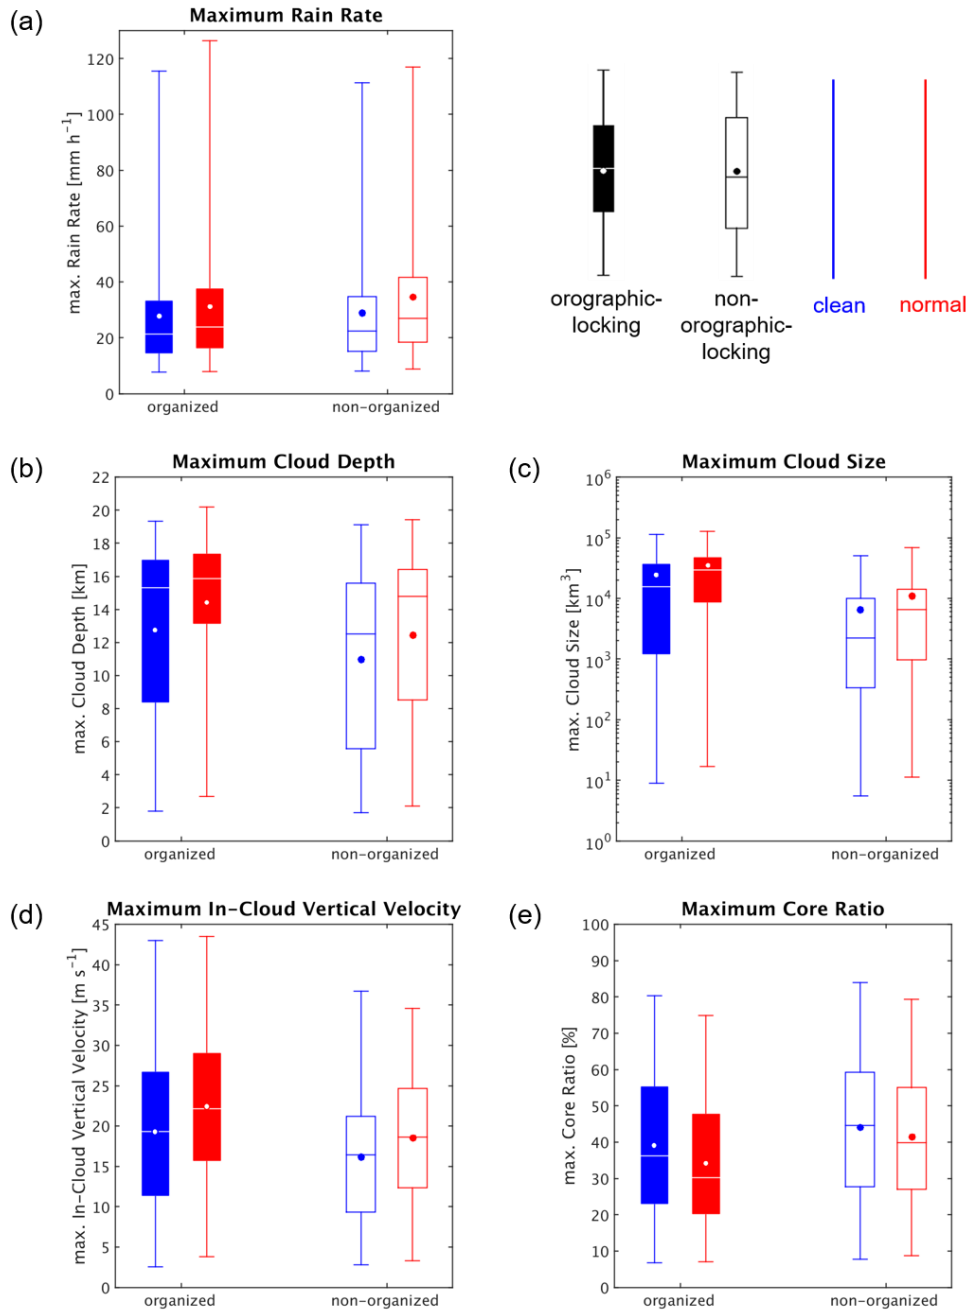 (a)
Maximum Rain Rate
max. Rain Rate [mm h⁻¹]
120
100
80
60
40
20
0
organized
non-organized
orographic-
locking
non-
orographic-
locking
clean
normal
(b)
Maximum Cloud Depth
max. Cloud Depth [km]
22
20
18
16
14
12
10
8
6
4
2
0
organized
non-organized
(c)
Maximum Cloud Size
max. Cloud Size [km³]
10⁶
10⁵
10⁴
10³
10²
10¹
10⁰
organized
non-organized
(d)
Maximum In-Cloud Vertical Velocity
max. In-Cloud Vertical Velocity [m s⁻¹]
45
40
35
30
25
20
15
10
5
0
organized
non-organized
(e)
Maximum Core Ratio
max. Core Ratio [%]
100
90
80
70
60
50
40
30
20
10
0
organized
non-organized